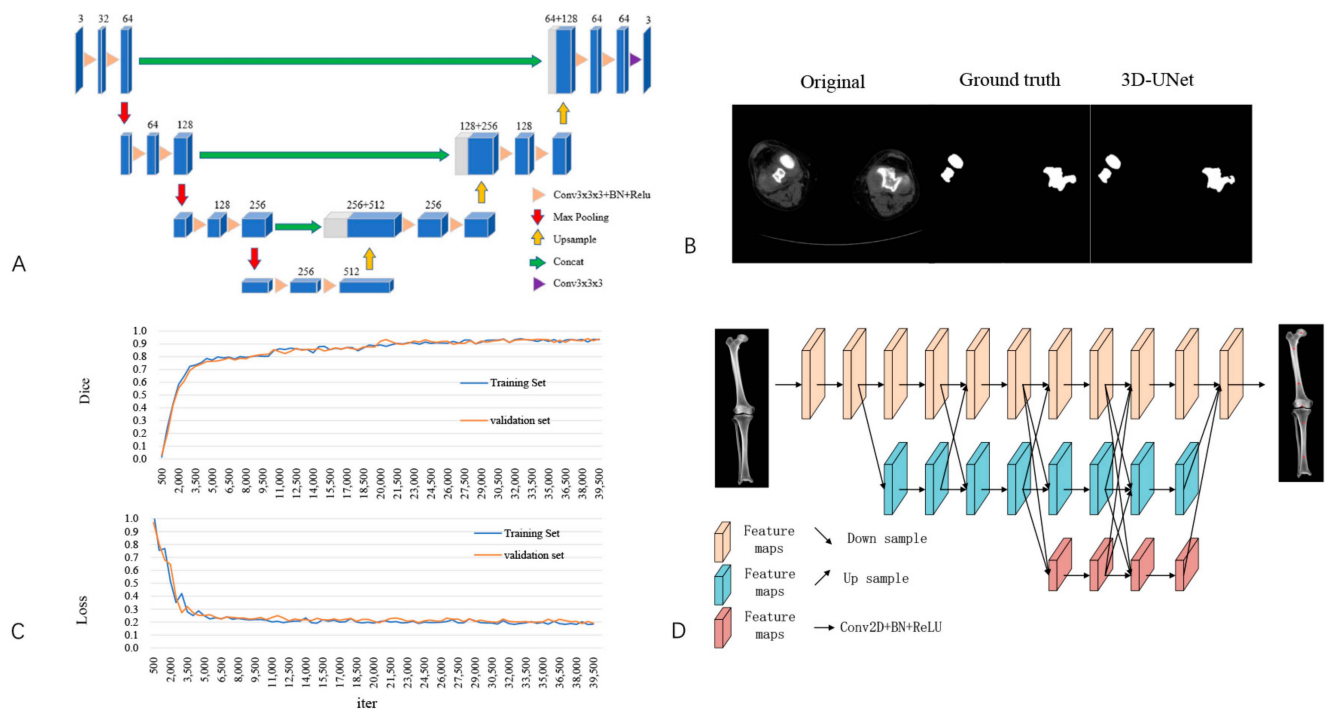 3 32 64 64+128 64 64 3
64 128 128+256 128
128 256 256+512 256
256 512
Conv3x3x3+BN+Relu
Max Pooling
Upsample
Concat
Conv3x3x3
A
Original Ground truth 3D-UNet
B
1.0
0.9
0.8
0.7
0.6
0.5
0.4
0.3
0.2
0.1
0.0
Dice
Training Set
validation set
500 2,000 3,500 5,000 6,500 8,000 9,500 11,000 12,500 14,000 15,500 17,000 18,500 20,000 21,500 23,000 24,500 26,000 27,500 29,000 30,500 32,000 33,500 35,000 36,500 38,000 39,500
1.0
0.9
0.8
0.7
0.6
0.5
0.4
0.3
0.2
0.1
0.0
Loss
Training Set
validation set
500 2,000 3,500 5,000 6,500 8,000 9,500 11,000 12,500 14,000 15,500 17,000 18,500 20,000 21,500 23,000 24,500 26,000 27,500 29,000 30,500 32,000 33,500 35,000 36,500 38,000 39,500
iter
C
Feature
maps
Down sample
Feature
maps
Up sample
Feature
maps
Conv2D+BN+ReLU
D